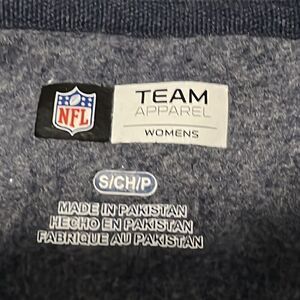 NFL
TEAM
APPAREL
WOMENS
S/CH/P
MADE IN PAKISTAN
HECHO EN PAKISTAN
FABRIQUE AU PAKISTAN